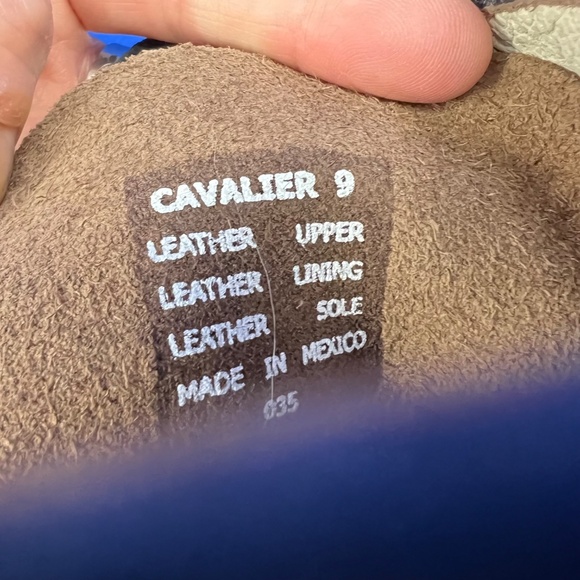 CAVALIER 9
LEATHER UPPER
LEATHER LINING
LEATHER SOLE
MADE IN MEXICO
035